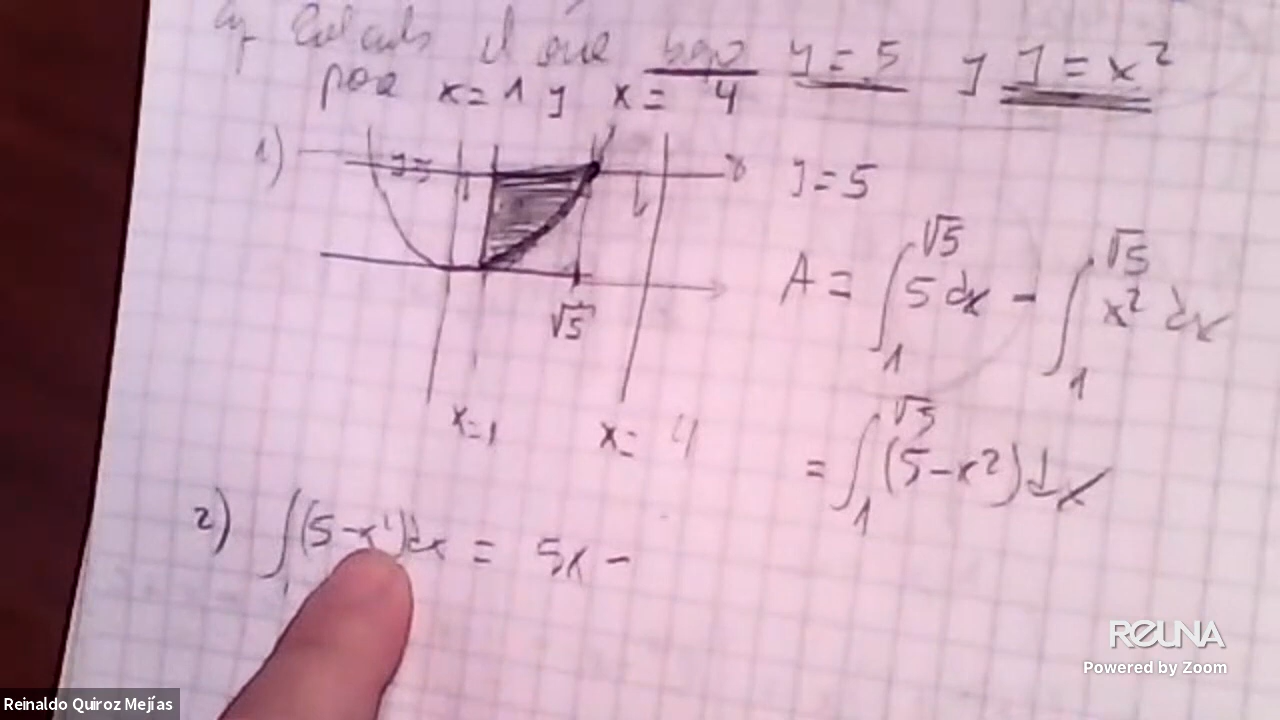 Ej Calcule el área bajo y = 5 y y = x²
por x = 1 y x = 4
1)
y = 5
√5
x=1
x= 4
A = ∫₁^√5 5 dx - ∫₁^√5 x² dx
= ∫₁^√5 (5-x²) dx
2) ∫(5-x²)dx = 5x -
REUNA
Powered by Zoom
Reinaldo Quiroz Mejías